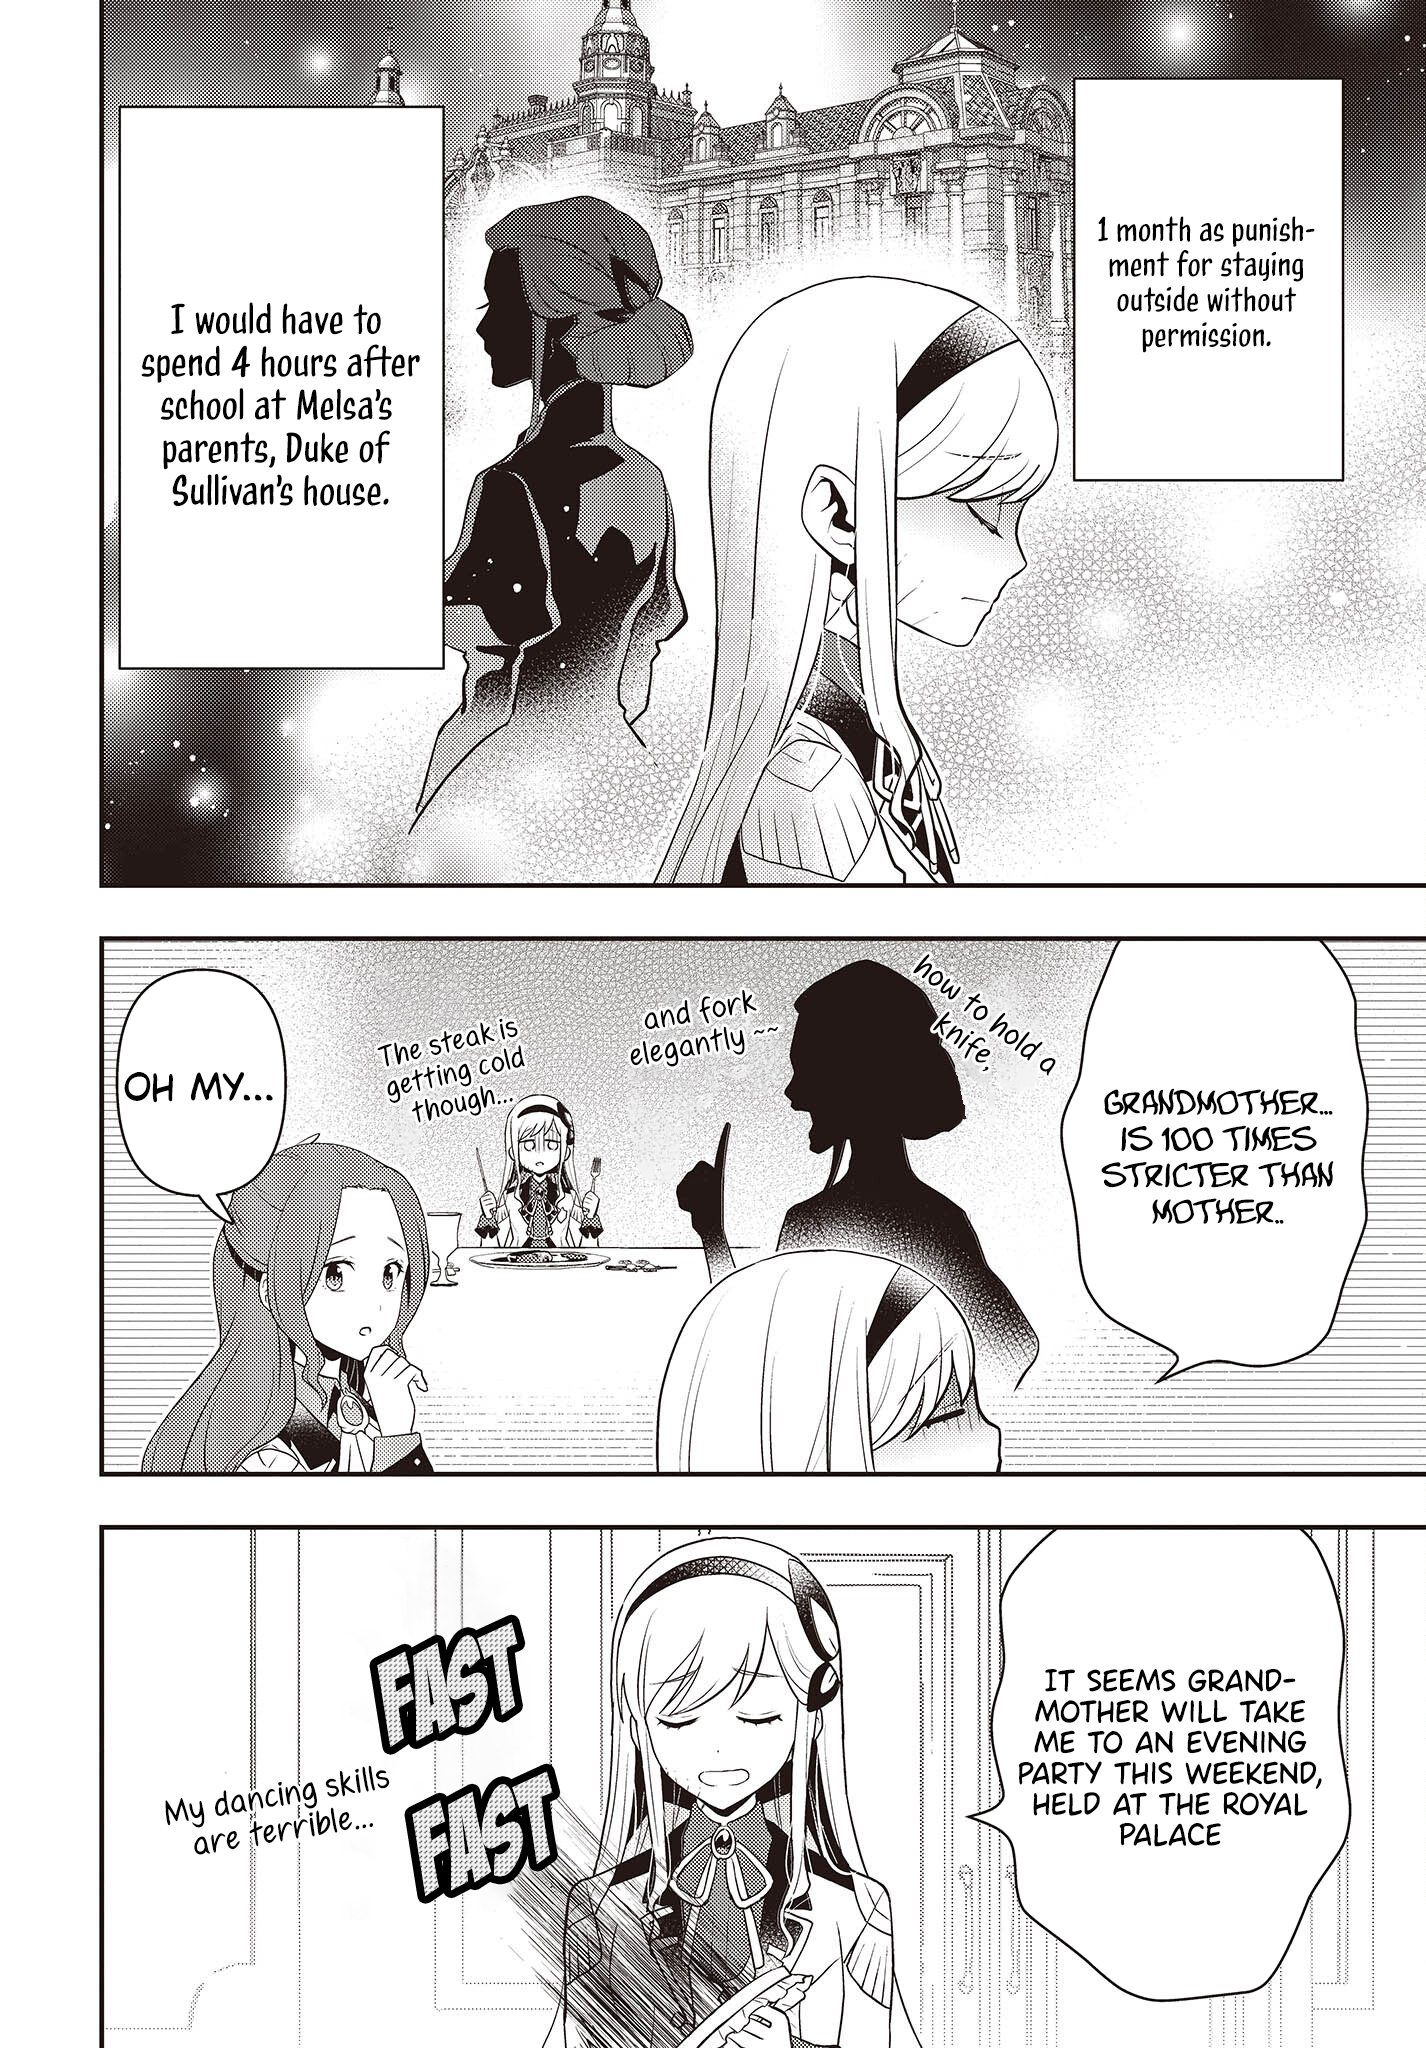 1 month as punish-
ment for staying
outside without
permission.
I would have to
spend 4 hours after
school at Melsa's
parents, Duke of
Sullivan's house.
GRANDMOTHER...
IS 100 TIMES
STRICTER THAN
MOTHER..
how to hold a
knife,
and fork
elegantly ~~
The steak is
getting cold
though...
OH MY...
IT SEEMS GRAND-
MOTHER WILL TAKE
ME TO AN EVENING
PARTY THIS WEEKEND,
HELD AT THE ROYAL
PALACE
FAST
FAST
My dancing skills
are terrible...